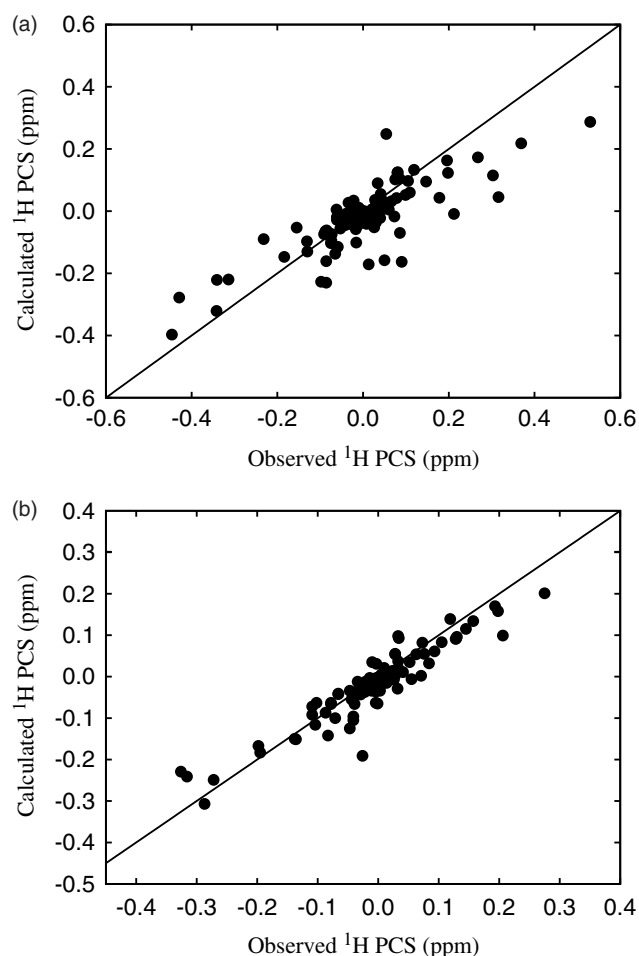 (a)
0.6
0.4
0.2
0.0
-0.2
-0.4
-0.6
Calculated ¹H PCS (ppm)
-0.6 -0.4 -0.2 0.0 0.2 0.4 0.6
Observed ¹H PCS (ppm)
(b)
0.4
0.3
0.2
0.1
0.0
-0.1
-0.2
-0.3
-0.4
-0.5
Calculated ¹H PCS (ppm)
-0.4 -0.3 -0.2 -0.1 0.0 0.1 0.2 0.3 0.4
Observed ¹H PCS (ppm)